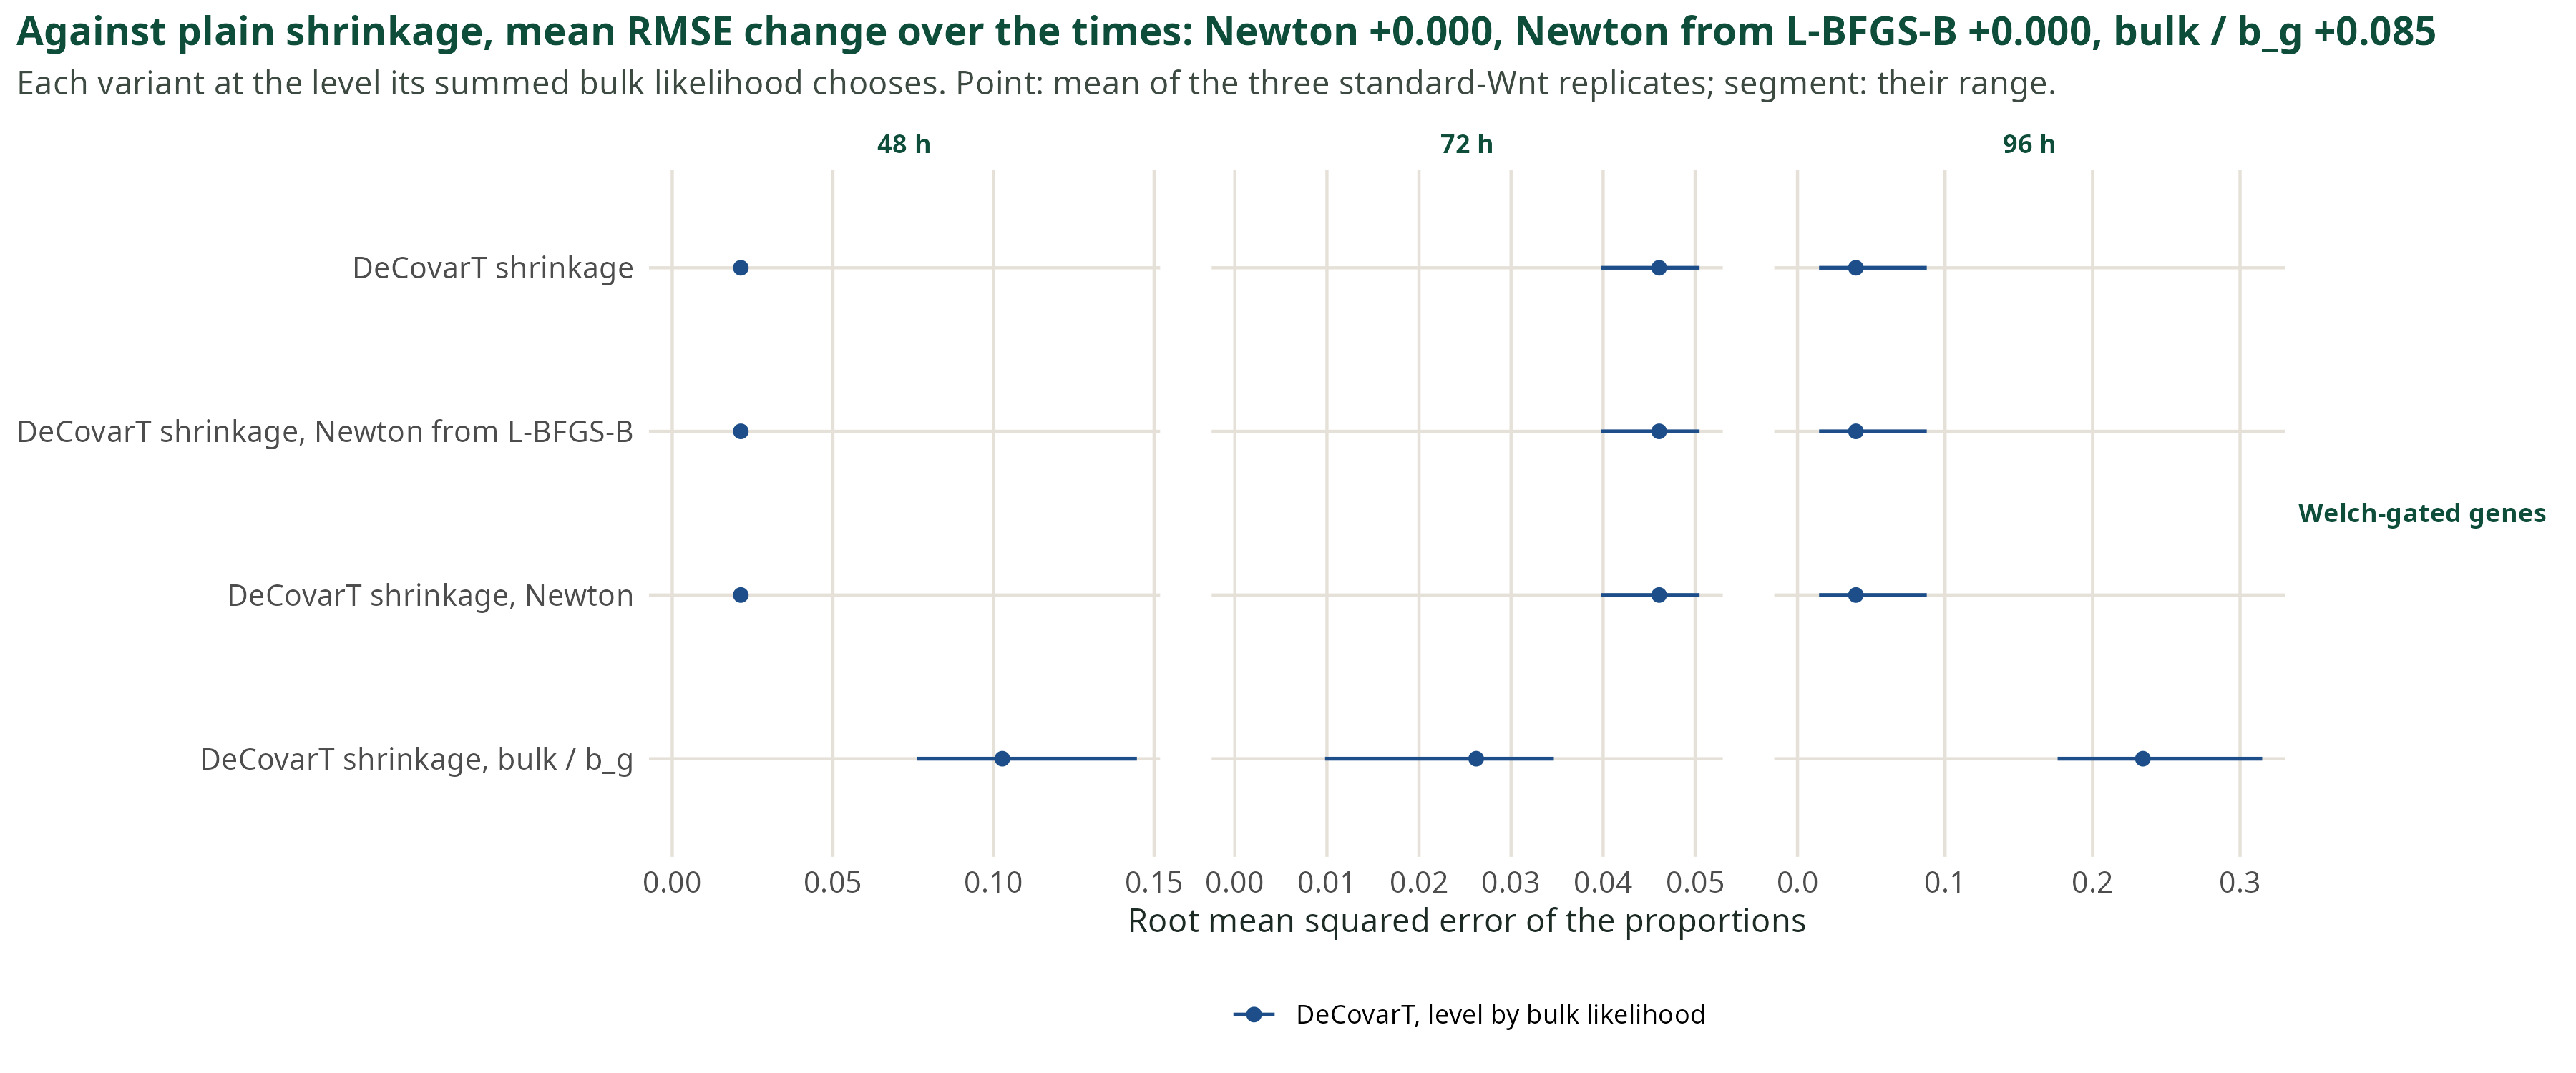 Against plain shrinkage, mean RMSE change over the times: Newton +0.000, Newton from L-BFGS-B +0.000, bulk / b_g +0.085
Each variant at the level its summed bulk likelihood chooses. Point: mean of the three standard-Wnt replicates; segment: their range.
48 h
72 h
96 h
DeCovarT shrinkage
DeCovarT shrinkage, Newton from L-BFGS-B
Welch-gated genes
DeCovarT shrinkage, Newton
DeCovarT shrinkage, bulk / b_g
0.00 0.05 0.10 0.15 0.00 0.01 0.02 0.03 0.04 0.05 0.0 0.1 0.2 0.3
Root mean squared error of the proportions
DeCovarT, level by bulk likelihood